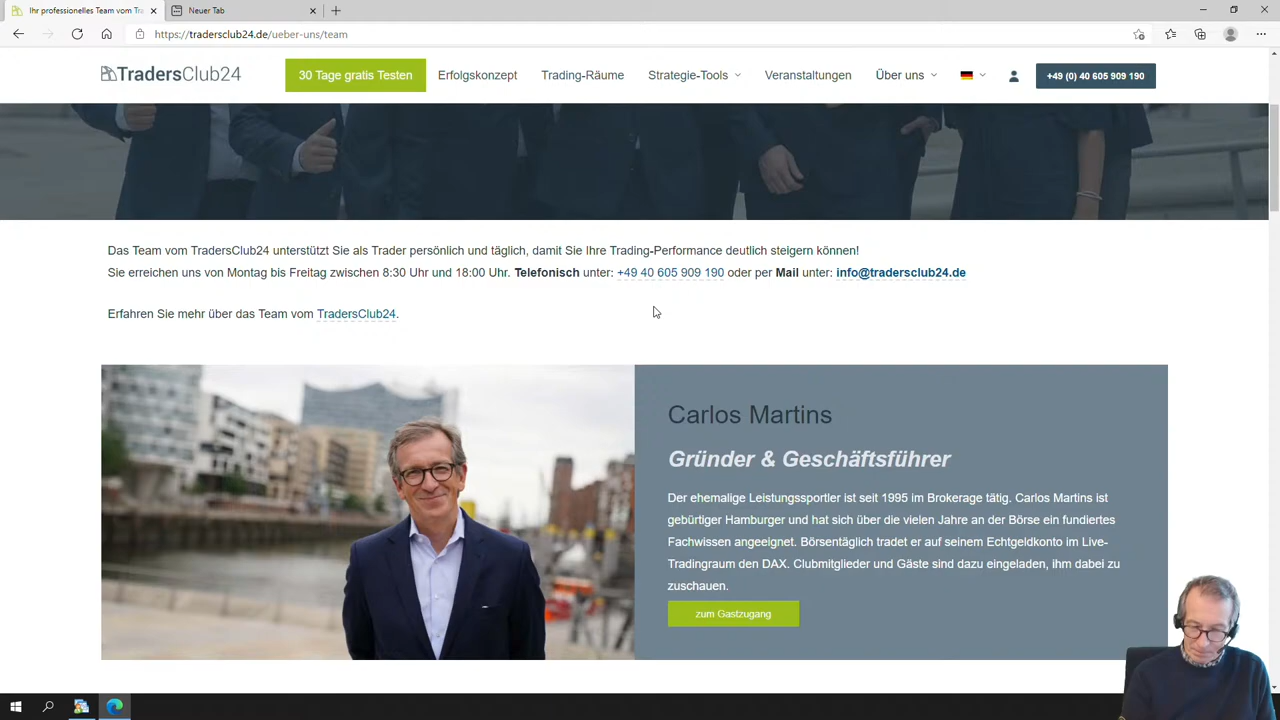 Ihr professionelles Team vom Tra
Neuer Tab
https://tradersclub24.de/ueber-uns/team
TradersClub24
30 Tage gratis Testen
Erfolgskonzept
Trading-Räume
Strategie-Tools
Veranstaltungen
Über uns
+49 (0) 40 605 909 190
Das Team vom TradersClub24 unterstützt Sie als Trader persönlich und täglich, damit Sie Ihre Trading-Performance deutlich steigern können!
Sie erreichen uns von Montag bis Freitag zwischen 8:30 Uhr und 18:00 Uhr. Telefonisch unter: +49 40 605 909 190 oder per Mail unter: info@tradersclub24.de
Erfahren Sie mehr über das Team vom TradersClub24.
Carlos Martins
Gründer & Geschäftsführer
Der ehemalige Leistungssportler ist seit 1995 im Brokerage tätig. Carlos Martins ist
gebürtiger Hamburger und hat sich über die vielen Jahre an der Börse ein fundiertes
Fachwissen angeeignet. Börsentäglich tradet er auf seinem Echtgeldkonto im Live-
Tradingraum den DAX. Clubmitglieder und Gäste sind dazu eingeladen, ihm dabei zu
zuschauen.
zum Gastzugang